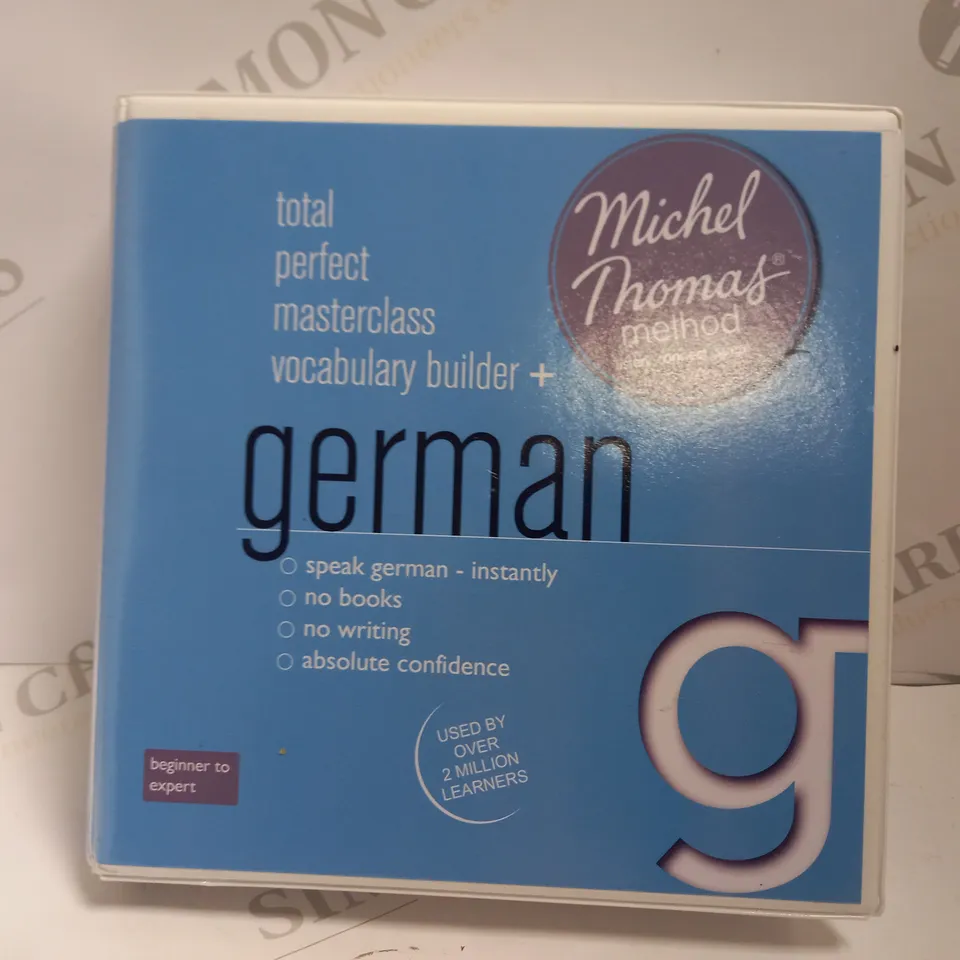 total
perfect
masterclass
vocabulary builder +
Michel
Thomas®
method
german
speak german - instantly
no books
no writing
absolute confidence
USED BY
OVER
2 MILLION
LEARNERS
beginner to
expert
g